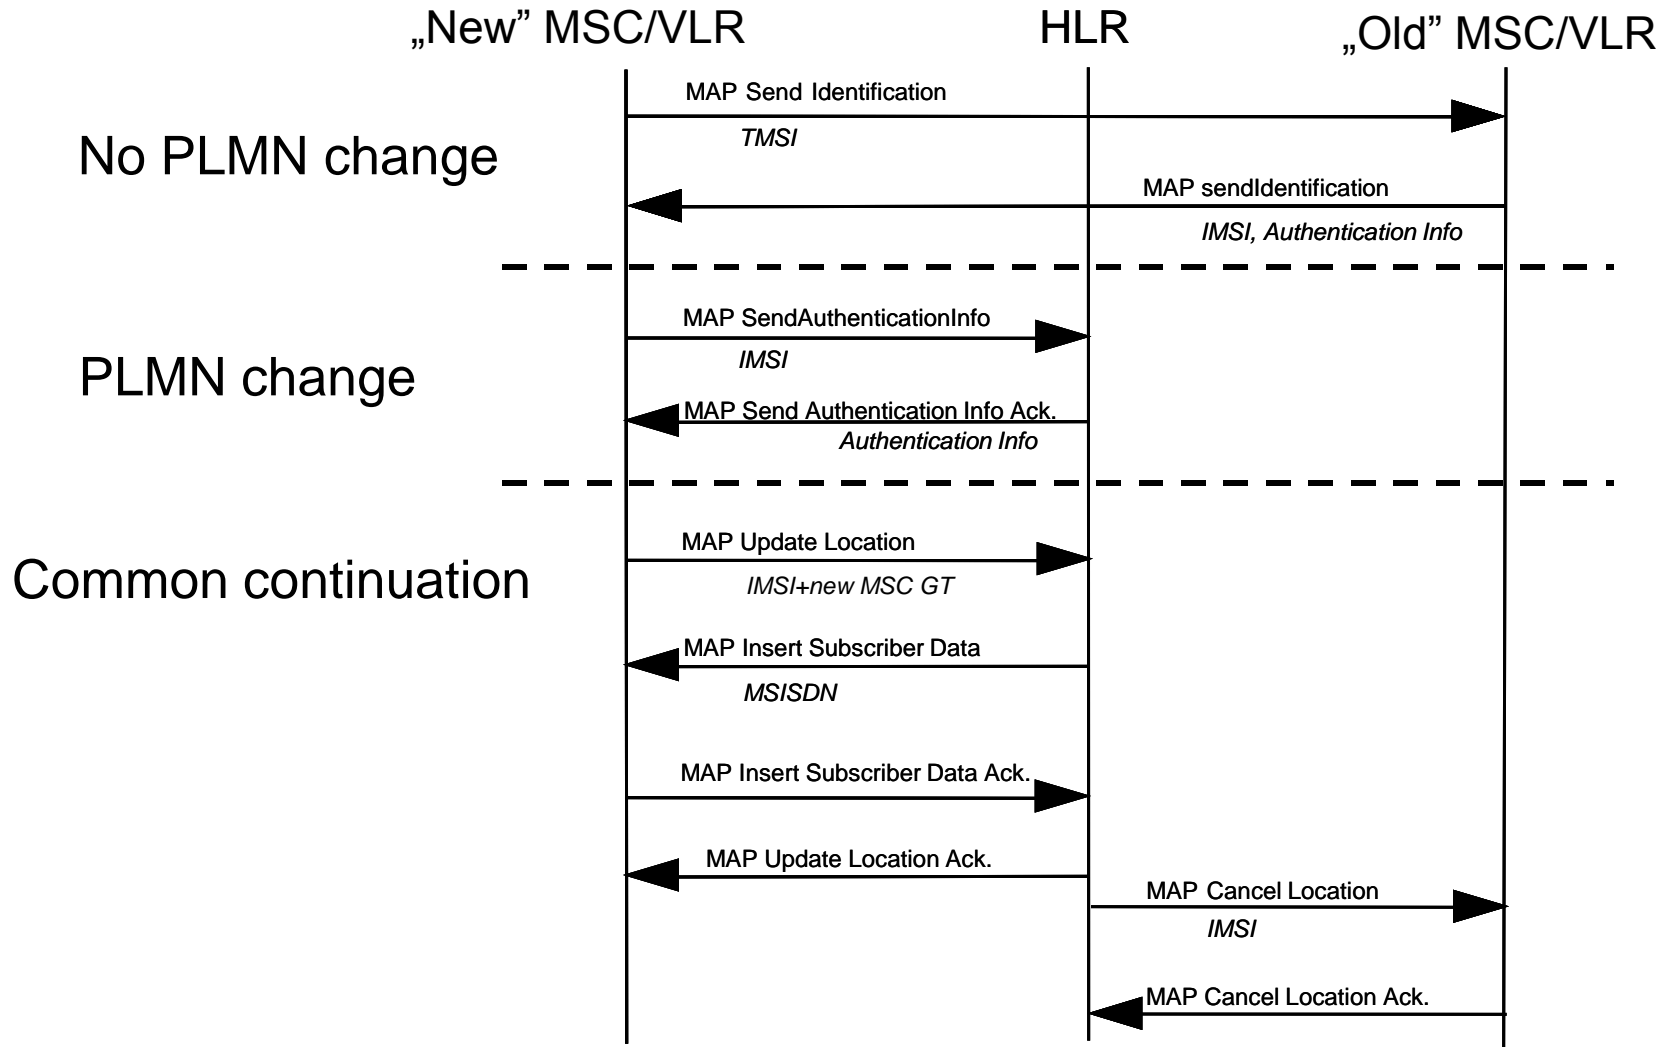 „New” MSC/VLR
HLR
„Old” MSC/VLR
MAP Send Identification
TMSI
No PLMN change
MAP sendIdentification
IMSI, Authentication Info
MAP SendAuthenticationInfo
IMSI
PLMN change
MAP Send Authentication Info Ack.
Authentication Info
MAP Update Location
Common continuation
IMSI+new MSC GT
MAP Insert Subscriber Data
MSISDN
MAP Insert Subscriber Data Ack.
MAP Update Location Ack.
MAP Cancel Location
IMSI
MAP Cancel Location Ack.